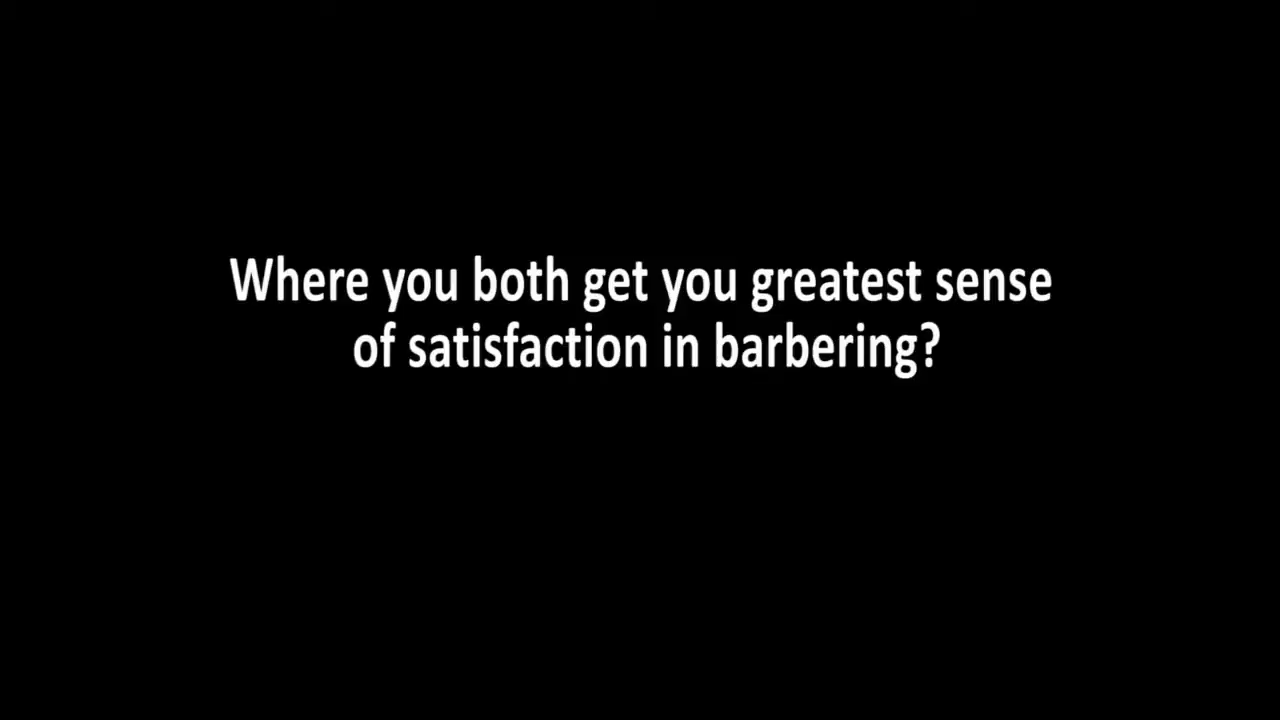 Where you both get you greatest sense
of satisfaction in barbering?